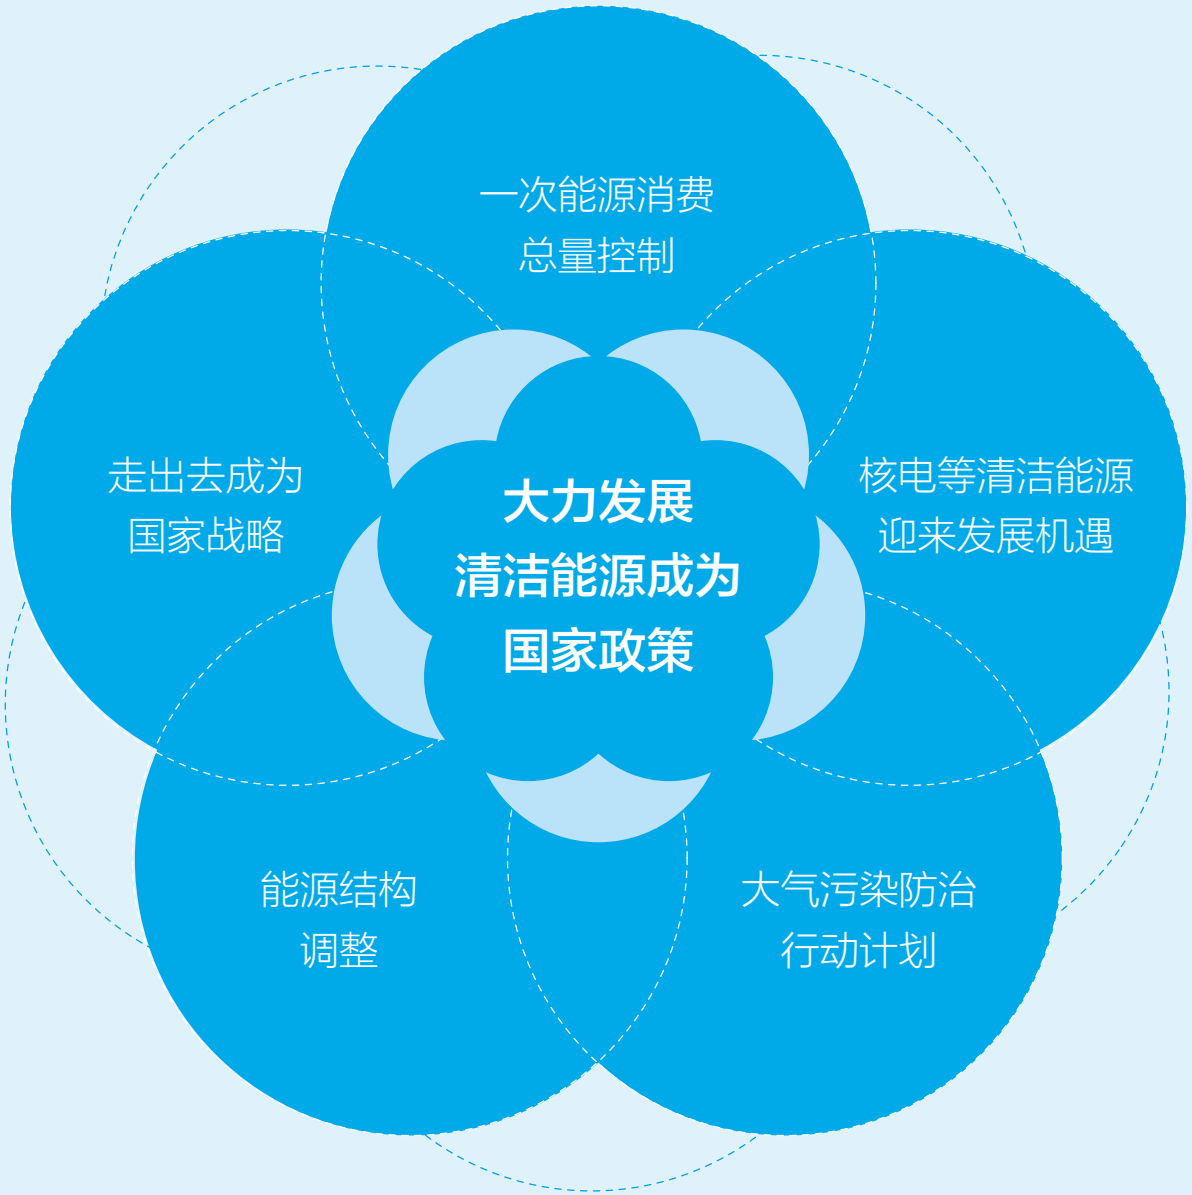 一次能源消费
总量控制
走出去成为
国家战略
核电等清洁能源
迎来发展机遇
大力发展
清洁能源成为
国家政策
能源结构
调整
大气污染防治
行动计划